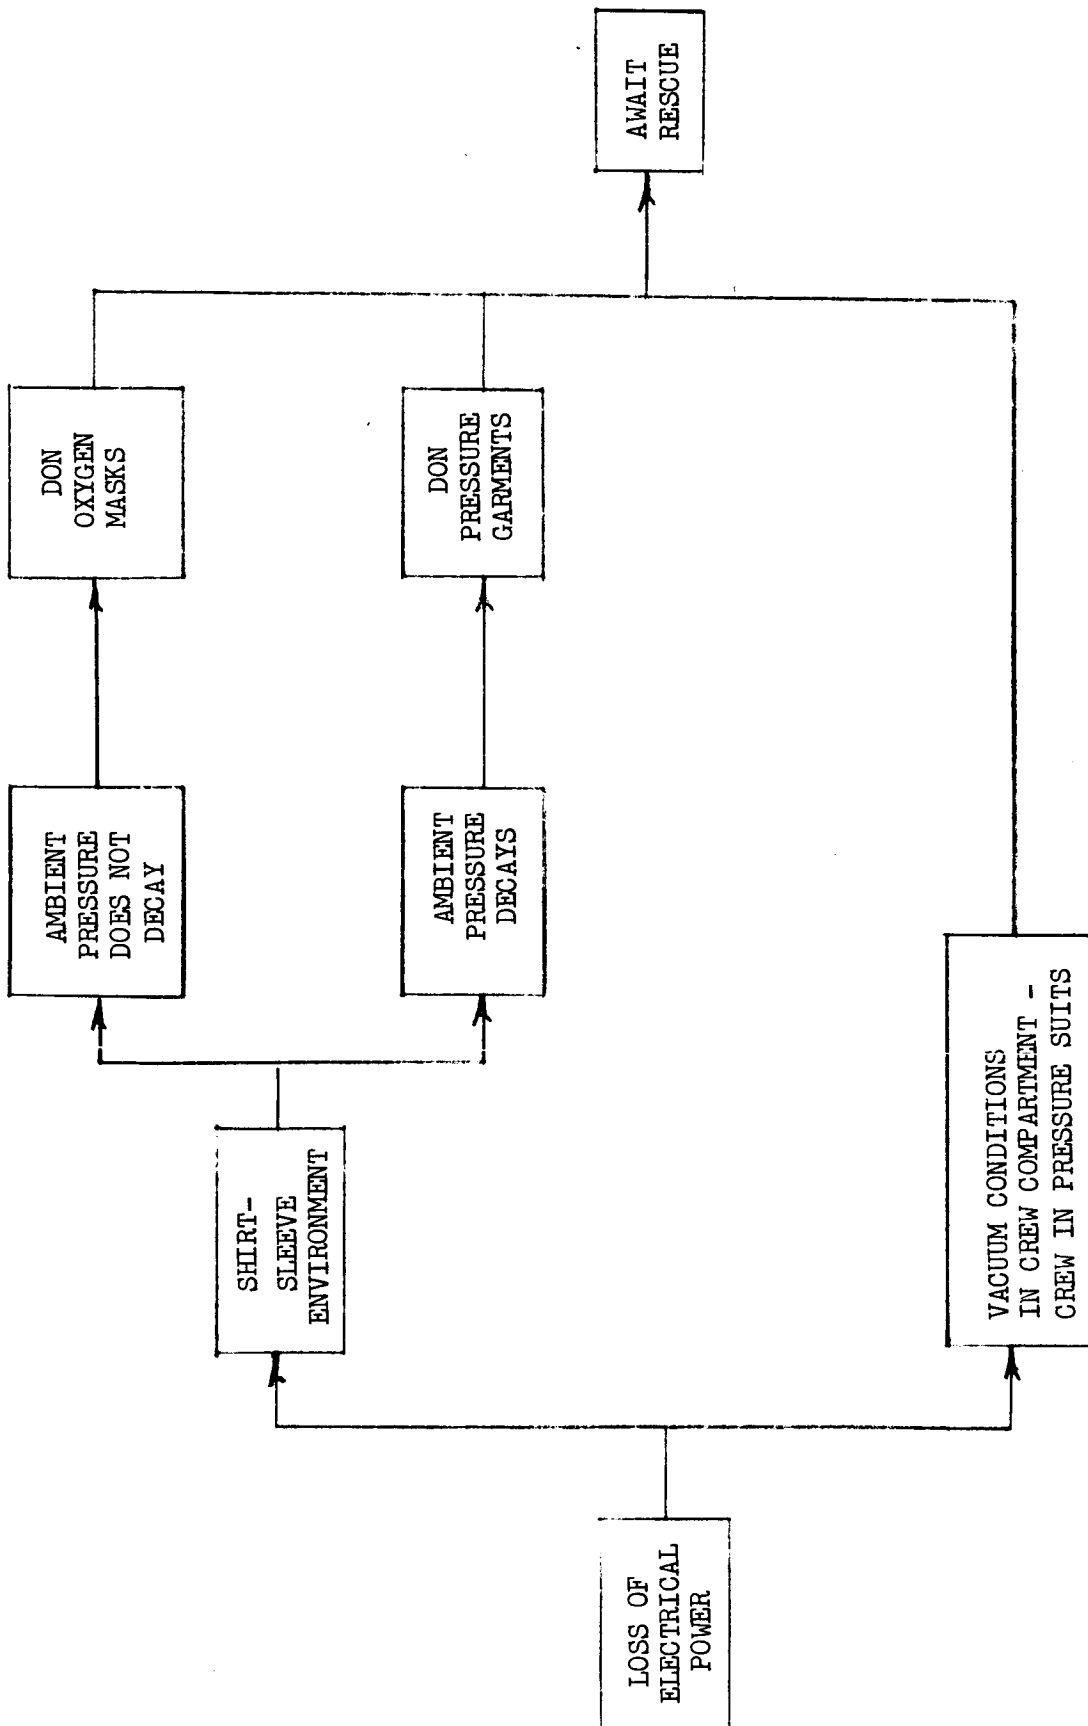 LOSS OF
ELECTRICAL
POWER
SHIRT-
SLEEVE
ENVIRONMENT
VACUUM CONDITIONS
IN CREW COMPARTMENT -
CREW IN PRESSURE SUITS
AMBIENT
PRESSURE
DOES NOT
DECAY
AMBIENT
PRESSURE
DECAYS
DON
OXYGEN
MASKS
DON
PRESSURE
GARMENTS
AWAIT
RESCUE